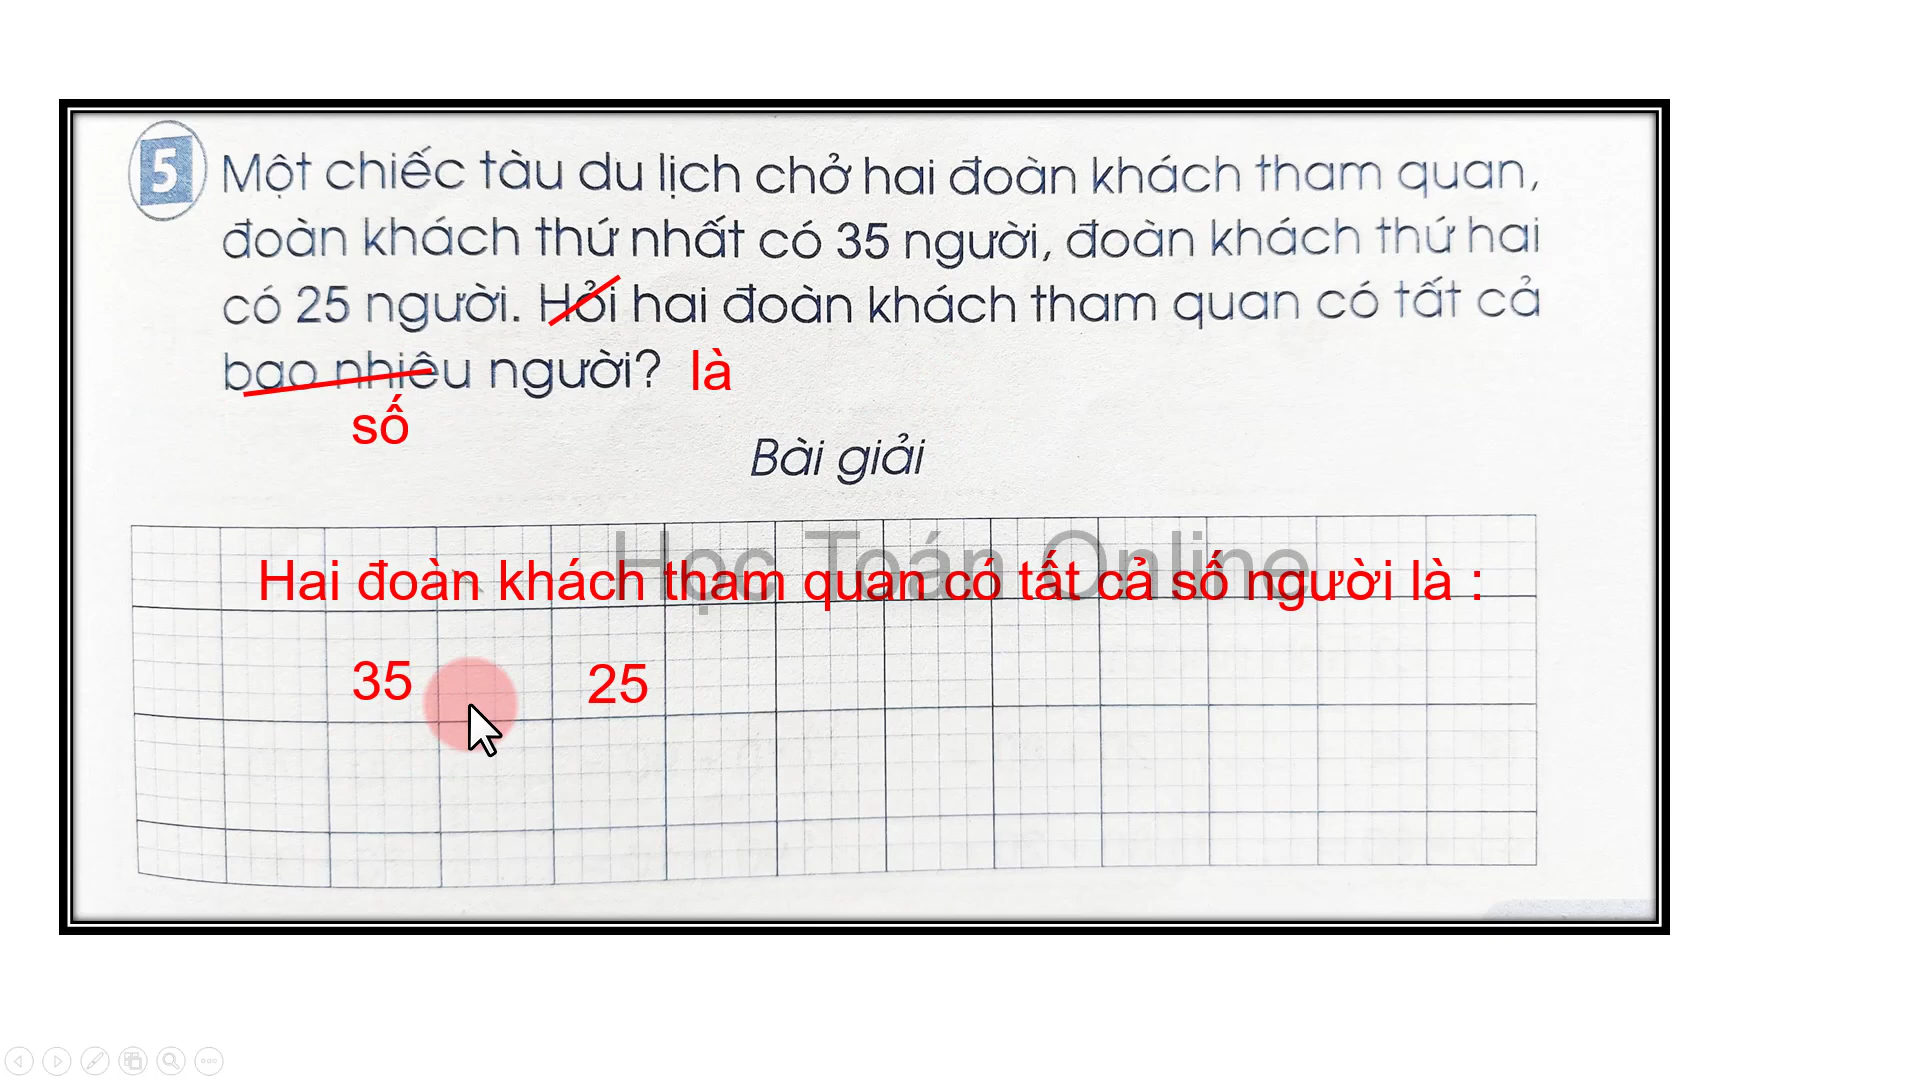 5 Một chiếc tàu du lịch chở hai đoàn khách tham quan,
đoàn khách thứ nhất có 35 người, đoàn khách thứ hai
có 25 người. Hỏi hai đoàn khách tham quan có tất cả
bao nhiêu người? là
số
Bài giải
Học Toán Online
Hai đoàn khách tham quan có tất cả số người là :
35 25